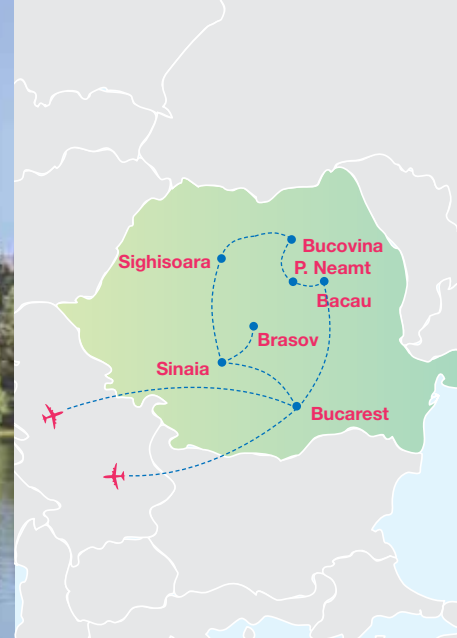 Bucovina
P. Neamt
Sighisoara
Bacau
Brasov
Sinaia
Bucarest